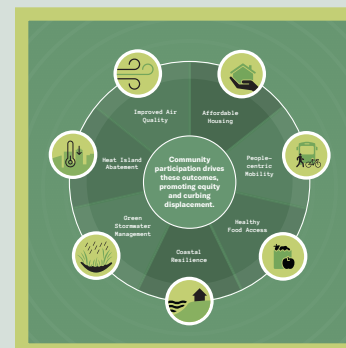 Improved Air
Quality
Affordable
Housing
Heat Island
Abatement
Community
participation drives
these outcomes,
promoting equity
and curbing
displacement.
People-
centric
Mobility
Green
Stormwater
Management
Healthy
Food Access
Coastal
Resilience